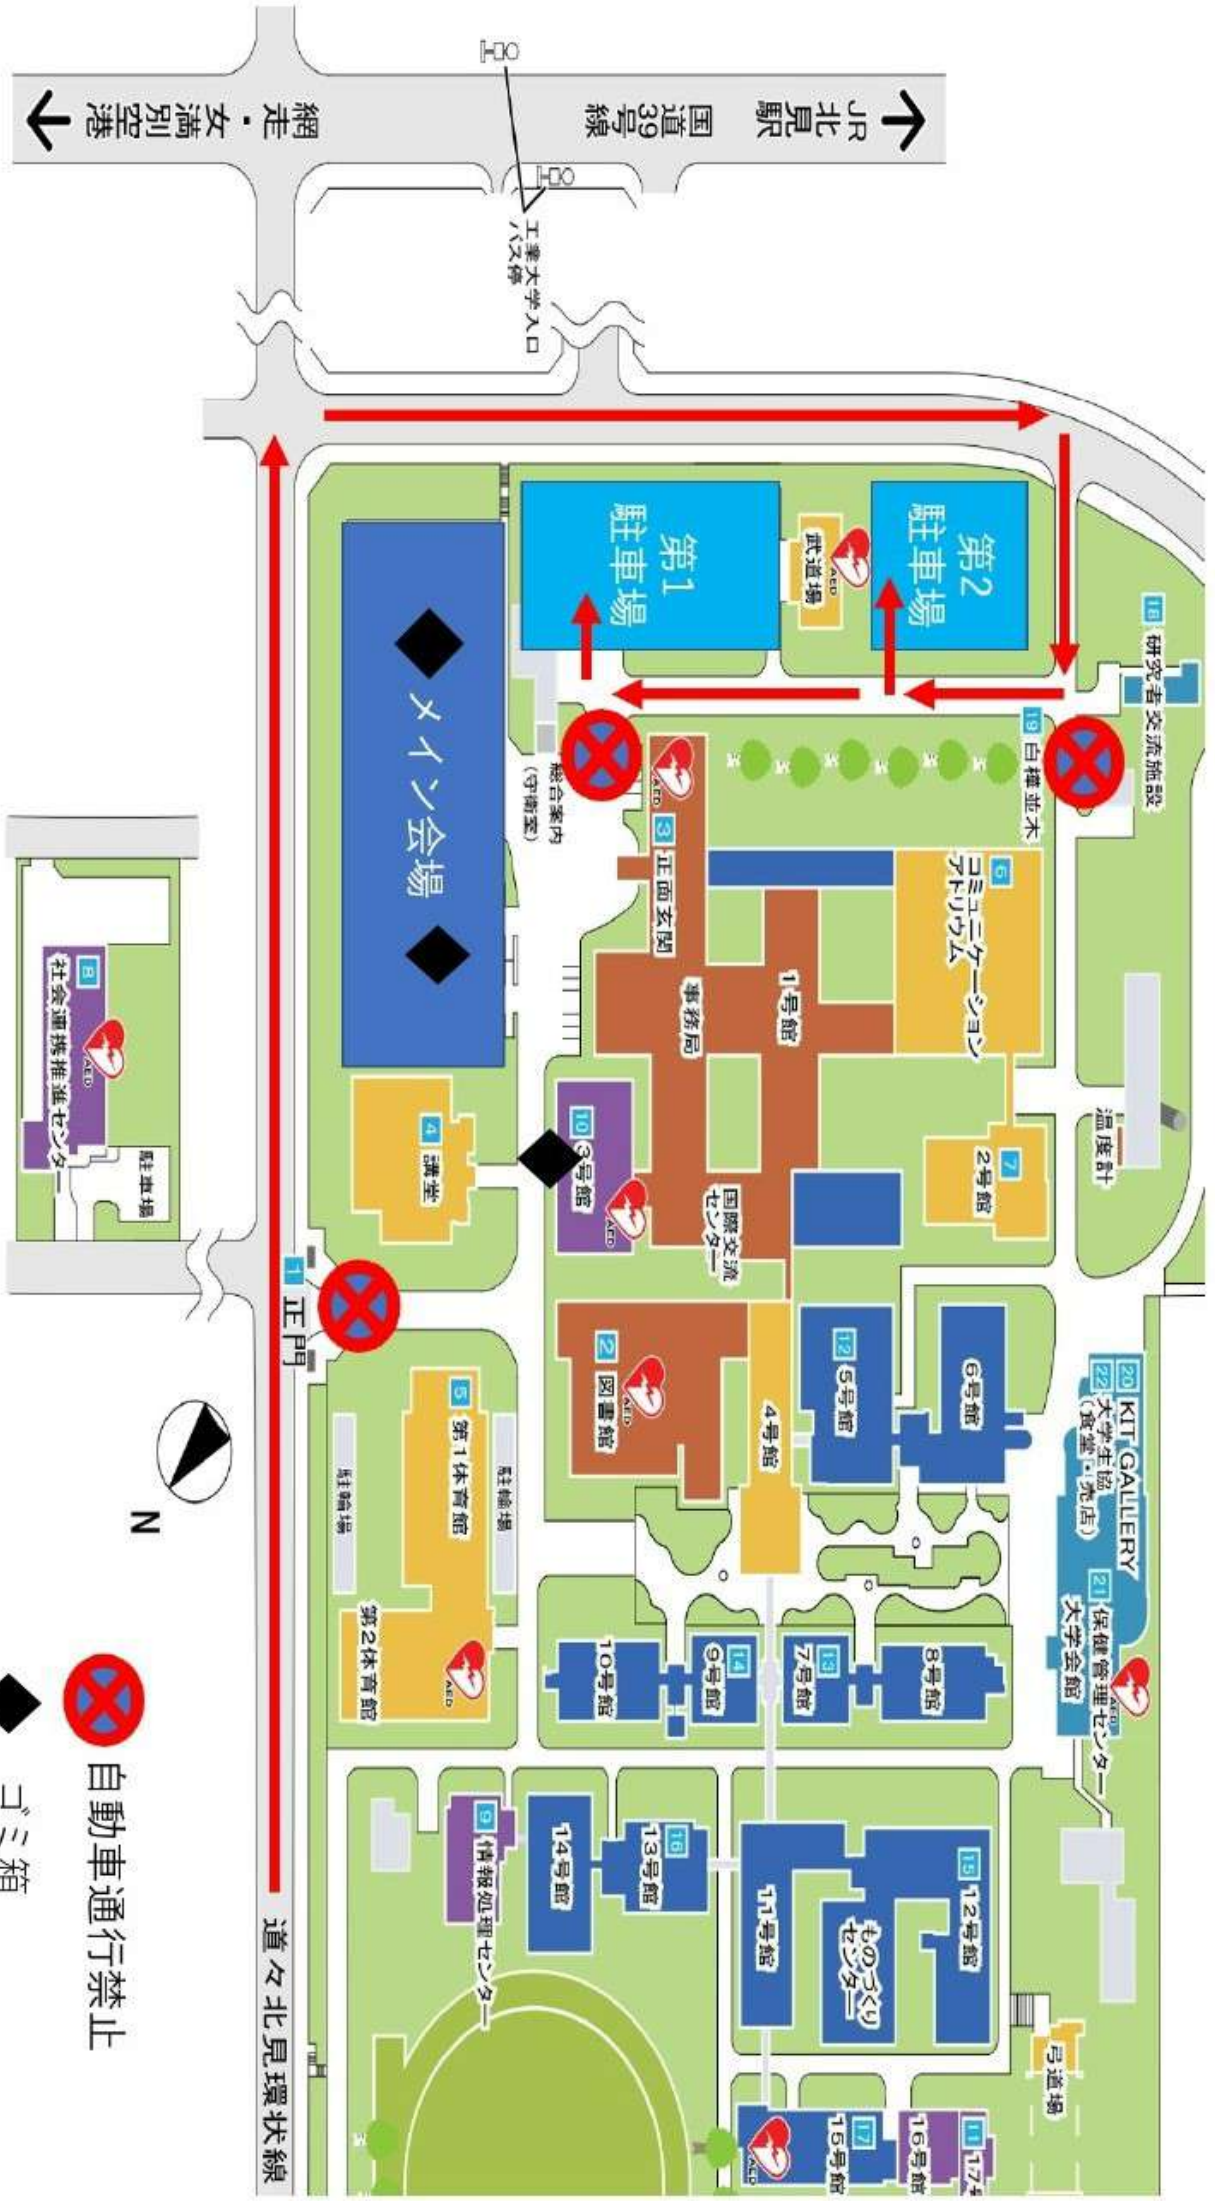 JR
北見駅
国道
39号
線
網走・女満別空港
工業大学入口
バス停
第1
駐車場
武道場
AED
第2
駐車場
18 研究者交流施設
19 白樺並木
メイン会場
総合案内
(守衛室)
AED
3 正面玄関
事務局
1号館
6
コミュニケーション
アトリウム
温度計
7
2号館
8
社会連携推進センター
AED
駐車場
4 講堂
10 3号館
AED
国際交流
センター
1 正門
2 図書館
AED
4号館
12 5号館
6号館
20 KIT GALLERY
22 大学生協
(食堂・売店)
21 保健管理センター
大学会館
AED
5 第1体育館
駐輪場
駐輪場
第2体育館
AED
10号館
14
9号館
13
7号館
8号館
9 情報処理センター
14号館
16
13号館
11号館
ものづくり
センター
15 12号館
弓道場
17
15号館
AED
16号館
11 17号
道々北見環状線
N
自動車通行禁止
ゴミ箱